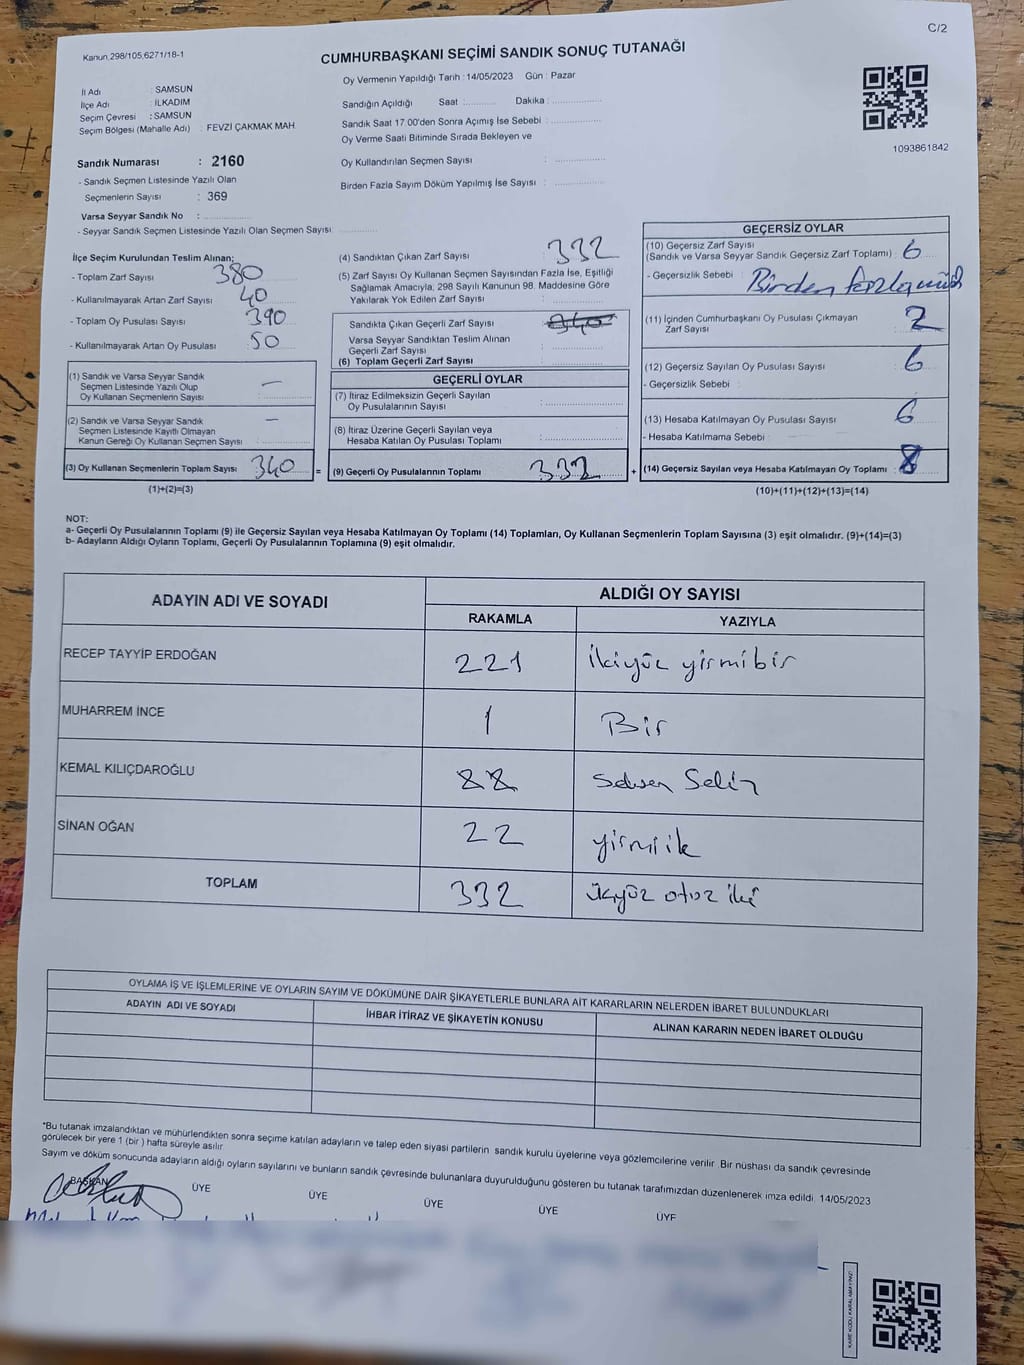 C/2
Kanun.298/105,6271/18-1
CUMHURBAŞKANI SEÇİMİ SANDIK SONUÇ TUTANAĞI
Oy Vermenin Yapıldığı Tarih : 14/05/2023 Gün : Pazar
İl Adı : SAMSUN
İlçe Adı : İLKADIM
Seçim Çevresi : SAMSUN
Seçim Bölgesi (Mahalle Adı) : FEVZİ ÇAKMAK MAH.
Sandık Numarası : 2160
- Sandık Seçmen Listesinde Yazılı Olan
Seçmenlerin Sayısı : 369
Varsa Seyyar Sandık No :
- Seyyar Sandık Seçmen Listesinde Yazılı Olan Seçmen Sayısı:
Sandığın Açıldığı Saat : Dakika :
Sandık Saat 17.00'den Sonra Açımış İse Sebebi :
Oy Verme Saati Bitiminde Sırada Bekleyen ve
Oy Kullandırılan Seçmen Sayısı :
Birden Fazla Sayım Döküm Yapılmış İse Sayısı :
1093861842
İlçe Seçim Kurulundan Teslim Alınan;
- Toplam Zarf Sayısı 380
- Kullanılmayarak Artan Zarf Sayısı 40
- Toplam Oy Pusulası Sayısı 390
- Kullanılmayarak Artan Oy Pusulası : 50
(1) Sandık ve Varsa Seyyar Sandık
Seçmen Listesinde Yazılı Olup
Oy Kullanan Seçmenlerin Sayısı : —
(2) Sandık ve Varsa Seyyar Sandık
Seçmen Listesinde Kayıtlı Olmayan
Kanun Gereği Oy Kullanan Seçmen Sayısı : —
(3) Oy Kullanan Seçmenlerin Toplam Sayısı : 340 =
(1)+(2)=(3)
(4) Sandıktan Çıkan Zarf Sayısı : 332
(5) Zarf Sayısı Oy Kullanan Seçmen Sayısından Fazla İse, Eşitliği
Sağlamak Amacıyla, 298 Sayılı Kanunun 98. Maddesine Göre
Yakılarak Yok Edilen Zarf Sayısı :
Sandıkta Çıkan Geçerli Zarf Sayısı 340
Varsa Seyyar Sandıktan Teslim Alınan
Geçerli Zarf Sayısı :
(6) Toplam Geçerli Zarf Sayısı :
GEÇERLİ OYLAR
(7) İtiraz Edilmeksizin Geçerli Sayılan
Oy Pusulalarının Sayısı :
(8) İtiraz Üzerine Geçerli Sayılan veya
Hesaba Katılan Oy Pusulası Toplamı :
(9) Geçerli Oy Pusulalarının Toplamı : 332 +
GEÇERSİZ OYLAR
(10) Geçersiz Zarf Sayısı
(Sandık ve Varsa Seyyar Sandık Geçersiz Zarf Toplamı) : 6
- Geçersizlik Sebebi : Birden fazla mühür
(11) İçinden Cumhurbaşkanı Oy Pusulası Çıkmayan
Zarf Sayısı : 2
(12) Geçersiz Sayılan Oy Pusulası Sayısı : 6
- Geçersizlik Sebebi :
(13) Hesaba Katılmayan Oy Pusulası Sayısı : 6
- Hesaba Katılmama Sebebi :
(14) Geçersiz Sayılan veya Hesaba Katılmayan Oy Toplamı : 8
(10)+(11)+(12)+(13)=(14)
NOT:
a- Geçerli Oy Pusulalarının Toplamı (9) ile Geçersiz Sayılan veya Hesaba Katılmayan Oy Toplamı (14) Toplamları, Oy Kullanan Seçmenlerin Toplam Sayısına (3) eşit olmalıdır. (9)+(14)=(3)
b- Adayların Aldığı Oyların Toplamı, Geçerli Oy Pusulalarının Toplamına (9) eşit olmalıdır.
ADAYIN ADI VE SOYADI
ALDIĞI OY SAYISI
RAKAMLA YAZIYLA
RECEP TAYYİP ERDOĞAN 221 İkiyüz yirmibir
MUHARREM İNCE 1 Bir
KEMAL KILIÇDAROĞLU 88 Seksen Sekiz
SİNAN OĞAN 22 yirmi ik
TOPLAM 332 üçyüz otuz iki
OYLAMA İŞ VE İŞLEMLERİNE VE OYLARIN SAYIM VE DÖKÜMÜNE DAİR ŞİKAYETLERLE BUNLARA AİT KARARLARIN NELERDEN İBARET BULUNDUKLARI
ADAYIN ADI VE SOYADI İHBAR İTİRAZ VE ŞİKAYETİN KONUSU ALINAN KARARIN NEDEN İBARET OLDUĞU
*Bu tutanak imzalandıktan ve mühürlendikten sonra seçime katılan adayların ve talep eden siyasi partilerin sandık kurulu üyelerine veya gözlemcilerine verilir. Bir nüshası da sandık çevresinde
görülecek bir yere 1 (bir ) hafta süreyle asılır.
Sayım ve döküm sonucunda adayların aldığı oyların sayılarını ve bunların sandık çevresinde bulunanlara duyurulduğunu gösteren bu tutanak tarafımızdan düzenlenerek imza edildi. 14/05/2023
BAŞKAN ÜYE ÜYE ÜYE ÜYE ÜYE
KARE KODU KARALAMAYINIZ!